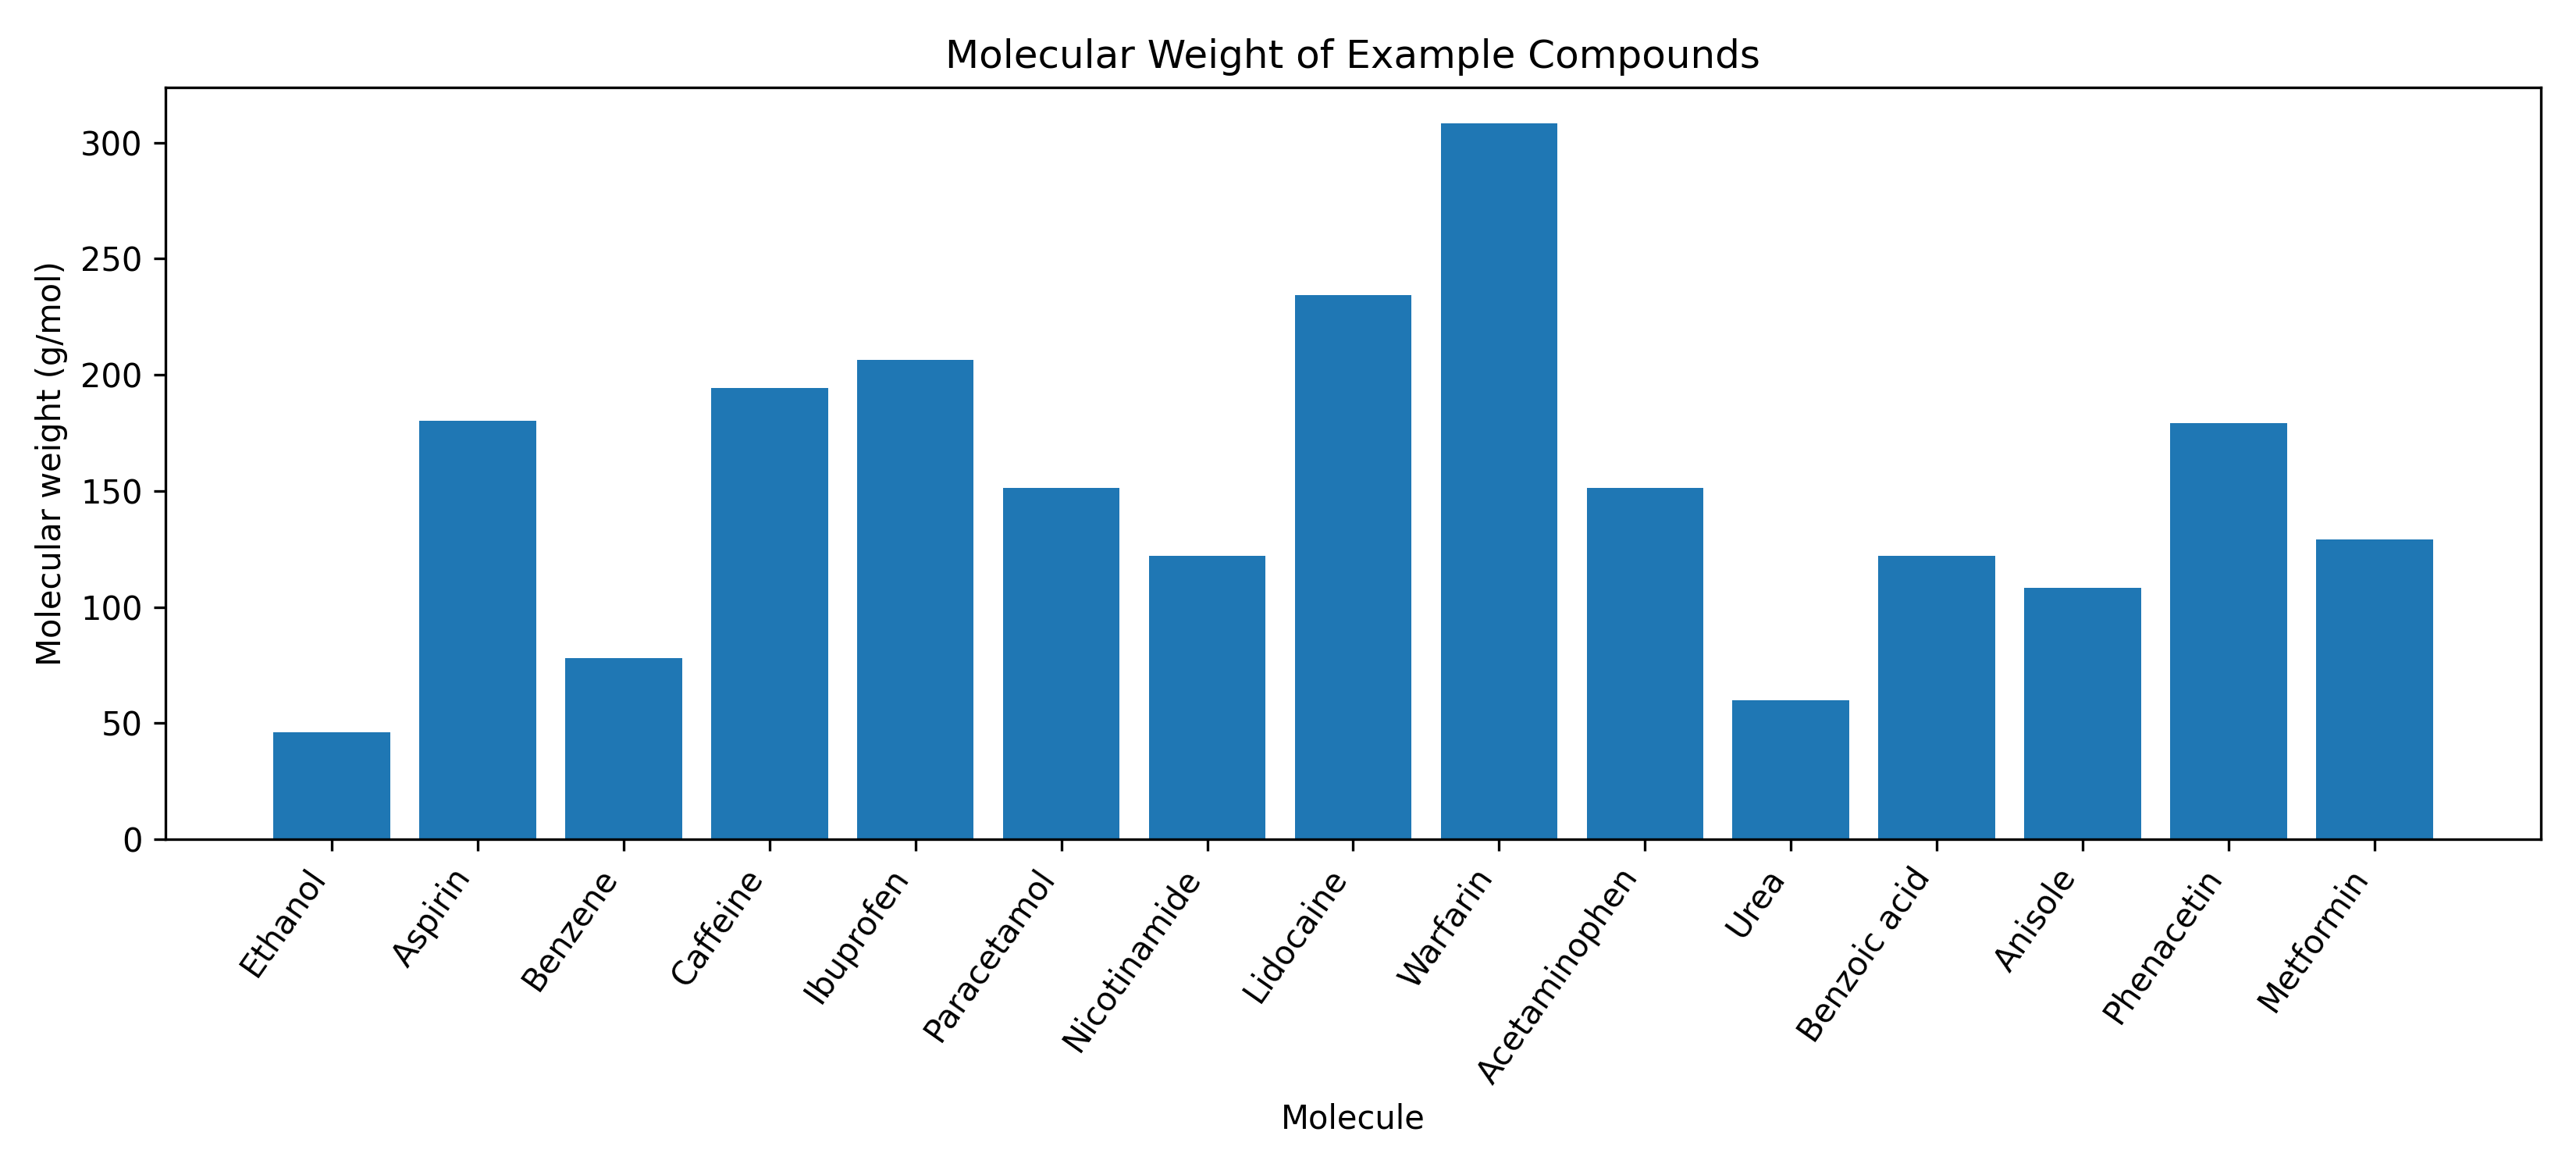 Molecular Weight of Example Compounds
Molecular weight (g/mol)
300
250
200
150
100
50
0
Ethanol
Aspirin
Benzene
Caffeine
Ibuprofen
Paracetamol
Nicotinamide
Lidocaine
Warfarin
Acetaminophen
Urea
Benzoic acid
Anisole
Phenacetin
Metformin
Molecule